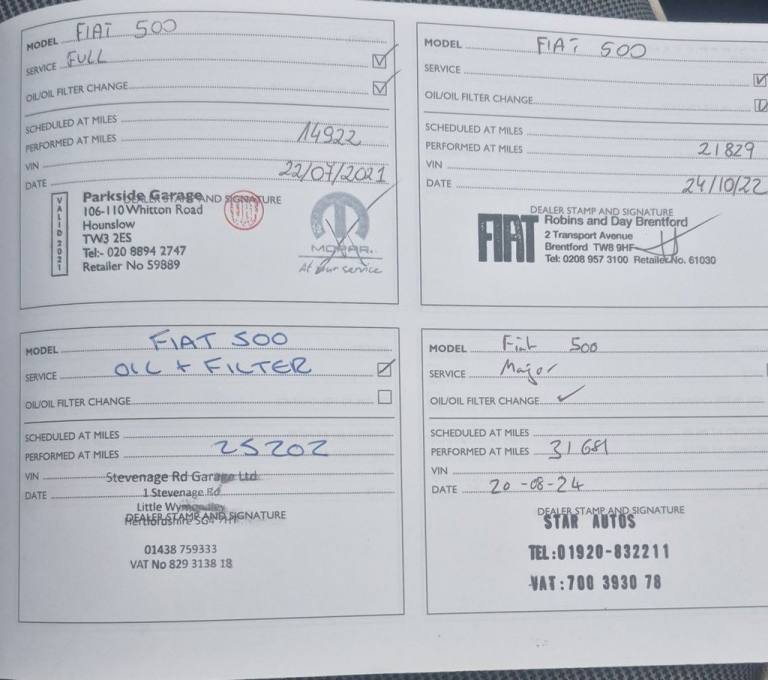 MODEL FIAT 500
SERVICE FULL
OIL/OIL FILTER CHANGE
SCHEDULED AT MILES
PERFORMED AT MILES 14922
VIN
DATE 22/07/2021
DEALER STAMP AND SIGNATURE
VALID 2021
Parkside Garage
106-110 Whitton Road
Hounslow
TW3 2ES
Tel:- 020 8894 2747
Retailer No 59889
MOPAR.
At your service
MODEL FIAT 500
SERVICE
OIL/OIL FILTER CHANGE
SCHEDULED AT MILES
PERFORMED AT MILES 21829
VIN
DATE 24/10/22
DEALER STAMP AND SIGNATURE
FIAT
Robins and Day Brentford
2 Transport Avenue
Brentford TW8 9HF
Tel: 0208 957 3100 Retailer No. 61030
MODEL FIAT 500
SERVICE OIL + FILTER
OIL/OIL FILTER CHANGE
SCHEDULED AT MILES
PERFORMED AT MILES 25202
VIN
DATE
Stevenage Rd Garage Ltd
1 Stevenage Rd
Little
DEALER STAMP AND SIGNATURE
Hertfordshire
01438 759333
VAT No 829 3138 18
MODEL Fiat 500
SERVICE Major
OIL/OIL FILTER CHANGE
SCHEDULED AT MILES
PERFORMED AT MILES 31681
VIN
DATE 20-08-24
DEALER STAMP AND SIGNATURE
STAR AUTOS
TEL:01920-832211
VAT:700 3930 78